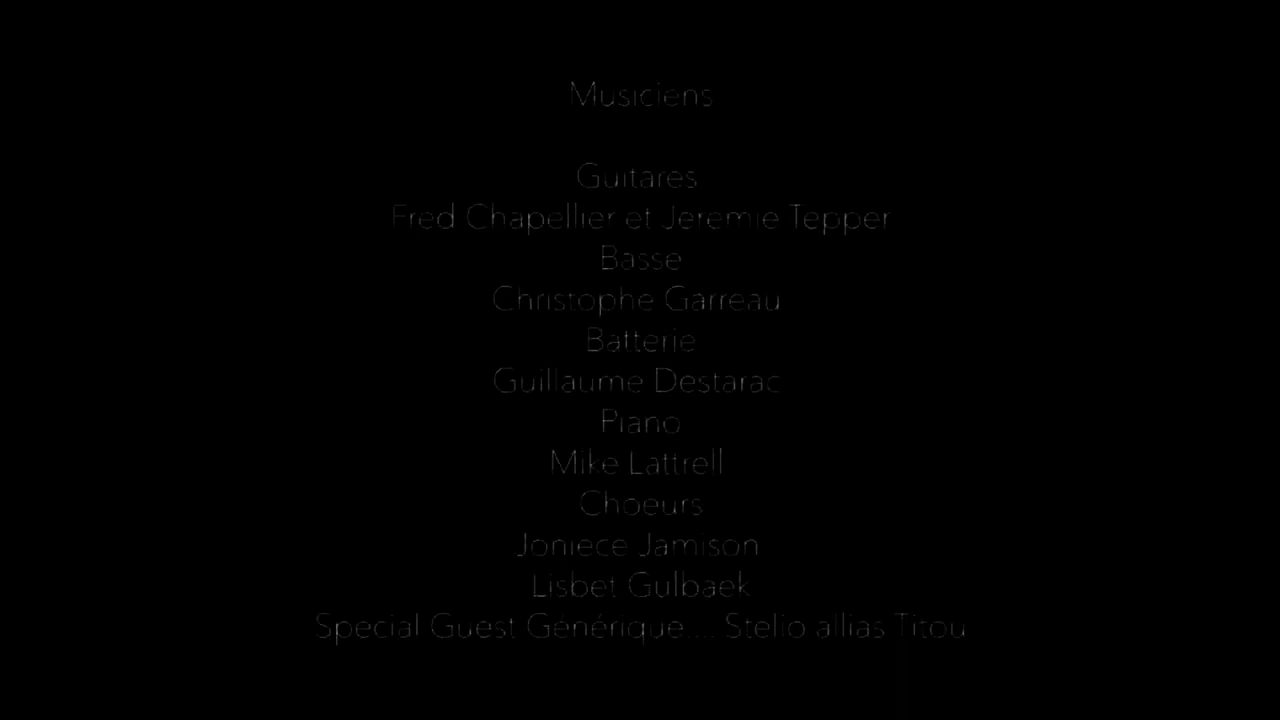 Musiciens
Guitares
Fred Chapellier et Jeremie Tepper
Basse
Christophe Garreau
Batterie
Guillaume Destarac
Piano
Mike Lattrell
Choeurs
Joniece Jamison
Lisbet Gulbaek
Special Guest Générique.... Stelio allias Titou